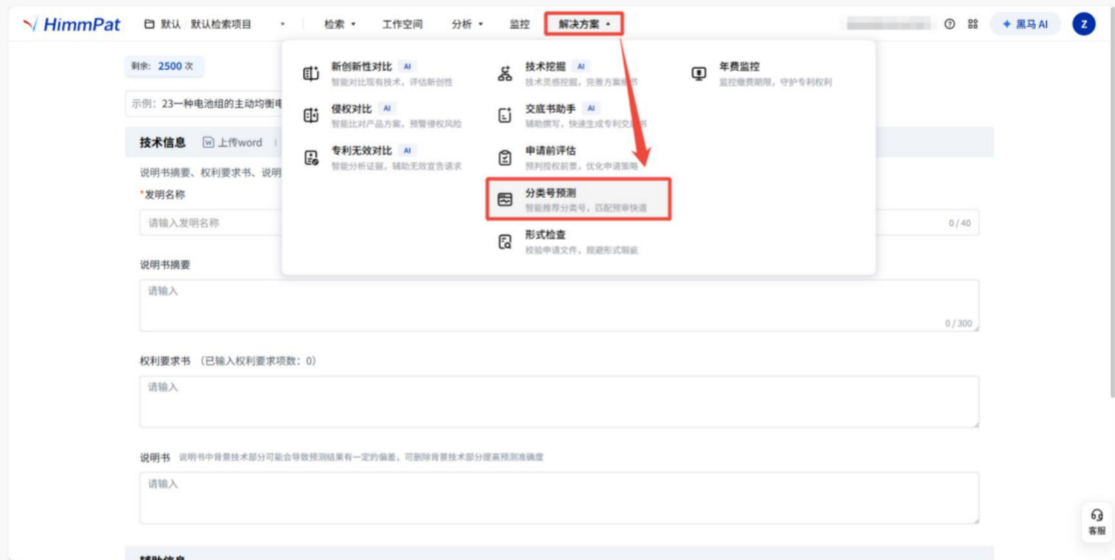 HimmPat
默认 默认检索项目
检索
工作空间
分析
监控
解决方案
黑马 AI
Z
剩余: 2500 次
示例：23一种电池组的主动均衡电
技术信息
上传word
说明书摘要、权利要求书、说明
*发明名称
请输入发明名称
0 / 40
新创新性对比 AI
智能对比现有技术，评估新创性
侵权对比 AI
智能比对产品方案，预警侵权风险
专利无效对比 AI
智能分析证据，辅助无效宣告请求
技术挖掘 AI
技术灵感挖掘，完善方案细节
交底书助手 AI
辅助撰写，快速生成专利交底书
申请前评估
预判授权前景，优化申请策略
分类号预测
智能推荐分类号，匹配预审快道
形式检查
校验申请文件，规避形式瑕疵
年费监控
监控缴费期限，守护专利权利
说明书摘要
请输入
0 / 300
权利要求书 （已输入权利要求项数：0）
请输入
说明书 说明书中背景技术部分可能会导致预测结果有一定的偏差，可删除背景技术部分提高预测准确度
请输入
客服
辅助信息